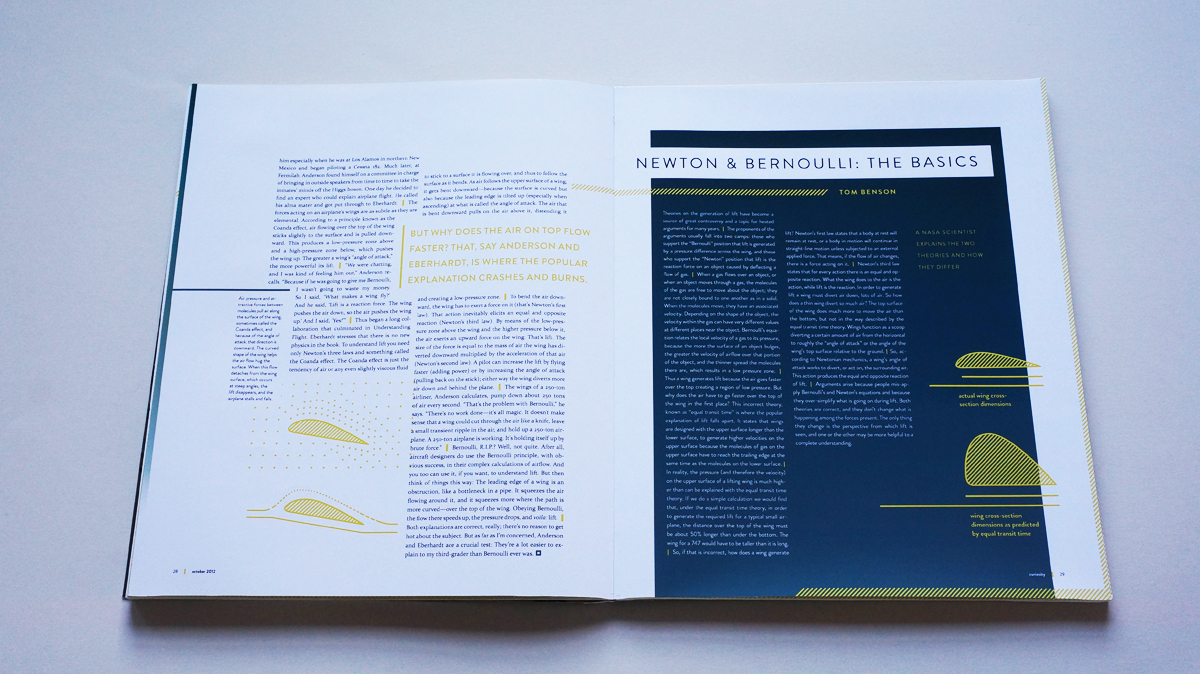 him especially when he was at Los Alamos in northern New
Mexico and began piloting a Cessna 182. Much later, at
Fermilab, Anderson found himself on a committee in charge
of bringing in outside speakers from time to time to take the
inmates' minds off the Higgs boson. One day he decided to
find an expert who could explain airplane flight. He called
his alma mater and got put through to Eberhardt. | The
forces acting on an airplane's wings are as subtle as they are
elemental. According to a principle known as the
Coanda effect, air flowing over the top of the wing
sticks slightly to the surface and is pulled down-
ward. This produces a low-pressure zone above
and a high-pressure zone below, which pushes
the wing up. The greater a wing's "angle of attack,"
the more powerful its lift. | "We were chatting,
and I was kind of feeling him out," Anderson re-
calls, "Because if he was going to give me Bernoulli,
I wasn't going to waste my money.
So I said, 'What makes a wing fly?'
And he said, 'Lift is a reaction force. The wing
pushes the air down, so the air pushes the wing
up.' And I said, 'Yes!'" | Thus began a long col-
laboration that culminated in Understanding
Flight. Eberhardt stresses that there is no new
physics in the book. To understand lift you need
only Newton's three laws and something called
the Coanda effect. The Coanda effect is just the
tendency of air or any even slightly viscous fluid
Air pressure and at-
tractive forces between
molecules pull air along
the surface of the wing,
sometimes called the
Coanda effect, and
because of the angle of
attack, that direction is
downward. The curved
shape of the wing helps
the air flow hug the
surface. When this flow
detaches from the wing
surface, which occurs
at steep angles, the
lift disappears, and the
airplane stalls and falls.
to stick to a surface it is flowing over, and thus to follow the
surface as it bends. As air follows the upper surface of a wing,
it gets bent downward—because the surface is curved but
also because the leading edge is tilted up (especially when
ascending) at what is called the angle of attack. The air that
is bent downward pulls on the air above it, distending it
BUT WHY DOES THE AIR ON TOP FLOW
FASTER? THAT, SAY ANDERSON AND
EBERHARDT, IS WHERE THE POPULAR
EXPLANATION CRASHES AND BURNS.
and creating a low-pressure zone. | To bend the air down-
ward, the wing has to exert a force on it (that's Newton's first
law). That action inevitably elicits an equal and opposite
reaction (Newton's third law). By means of the low-pres-
sure zone above the wing and the higher pressure below it,
the air exerts an upward force on the wing. That's lift. The
size of the force is equal to the mass of air the wing has di-
verted downward multiplied by the acceleration of that air
(Newton's second law). A pilot can increase the lift by flying
faster (adding power) or by increasing the angle of attack
(pulling back on the stick); either way the wing diverts more
air down and behind the plane. | The wings of a 250-ton
airliner, Anderson calculates, pump down about 250 tons
of air every second. "That's the problem with Bernoulli," he
says. "There's no work done—it's all magic. It doesn't make
sense that a wing could cut through the air like a knife, leave
a small transient ripple in the air, and hold up a 250-ton air-
plane. A 250-ton airplane is working. It's holding itself up by
brute force." | Bernoulli, R.I.P.? Well, not quite. After all,
aircraft designers do use the Bernoulli principle, with ob-
vious success, in their complex calculations of airflow. And
you too can use it, if you want, to understand lift. But then
think of things this way: The leading edge of a wing is an
obstruction, like a bottleneck in a pipe. It squeezes the air
flowing around it, and it squeezes more where the path is
more curved—over the top of the wing. Obeying Bernoulli,
the flow there speeds up, the pressure drops, and voila: lift. |
Both explanations are correct, really; there's no reason to get
hot about the subject. But as far as I'm concerned, Anderson
and Eberhardt are a crucial test: They're a lot easier to ex-
plain to my third-grader than Bernoulli ever was.
28 | october 2012
NEWTON & BERNOULLI: THE BASICS
TOM BENSON
A NASA SCIENTIST
EXPLAINS THE TWO
THEORIES AND HOW
THEY DIFFER
Theories on the generation of lift have become a
source of great controversy and a topic for heated
arguments for many years. | The proponents of the
arguments usually fall into two camps: those who
support the "Bernoulli" position that lift is generated
by a pressure difference across the wing, and those
who support the "Newton" position that lift is the
reaction force on an object caused by deflecting a
flow of gas. | When a gas flows over an object, or
when an object moves through a gas, the molecules
of the gas are free to move about the object; they
are not closely bound to one another as in a solid.
When the molecules move, they have an associated
velocity. Depending on the shape of the object, the
velocity within the gas can have very different values
at different places near the object. Bernoulli's equa-
tion relates the local velocity of a gas to its pressure,
because the more the surface of an object bulges,
the greater the velocity of airflow over that portion
of the object, and the thinner spread the molecules
there are, which results in a low pressure zone. |
Thus a wing generates lift because the air goes faster
over the top creating a region of low pressure. But
why does the air have to go faster over the top of
the wing in the first place? This incorrect theory,
known as "equal transit time" is where the popular
explanation of lift falls apart. It states that wings
are designed with the upper surface longer than the
lower surface, to generate higher velocities on the
upper surface because the molecules of gas on the
upper surface have to reach the trailing edge at the
same time as the molecules on the lower surface. |
In reality, the pressure (and therefore the velocity)
on the upper surface of a lifting wing is much high-
er than can be explained with the equal transit time
theory. If we do a simple calculation we would find
that, under the equal transit time theory, in order
to generate the required lift for a typical small air-
plane, the distance over the top of the wing must
be about 50% longer than under the bottom. The
wing for a 747 would have to be taller than it is long.
| So, if that is incorrect, how does a wing generate
lift? Newton's first law states that a body at rest will
remain at rest, or a body in motion will continue in
straight-line motion unless subjected to an external
applied force. That means, if the flow of air changes,
there is a force acting on it. | Newton's third law
states that for every action there is an equal and op-
posite reaction. What the wing does to the air is the
action, while lift is the reaction. In order to generate
lift a wing must divert air down, lots of air. So how
does a thin wing divert so much air? The top surface
of the wing does much more to move the air than
the bottom, but not in the way described by the
equal transit time theory. Wings function as a scoop
diverting a certain amount of air from the horizontal
to roughly the "angle of attack" or the angle of the
wing's top surface relative to the ground. | So, ac-
cording to Newtonian mechanics, a wing's angle of
attack works to divert, or act on, the surrounding air.
This action produces the equal and opposite reaction
of lift. | Arguments arise because people mis-ap-
ply Bernoulli's and Newton's equations and because
they over-simplify what is going on during lift. Both
theories are correct, and they don't change what is
happening among the forces present. The only thing
they change is the perspective from which lift is
seen, and one or the other may be more helpful to a
complete understanding.
actual wing cross-
section dimensions
wing cross-section
dimensions as predicted
by equal transit time
| 29